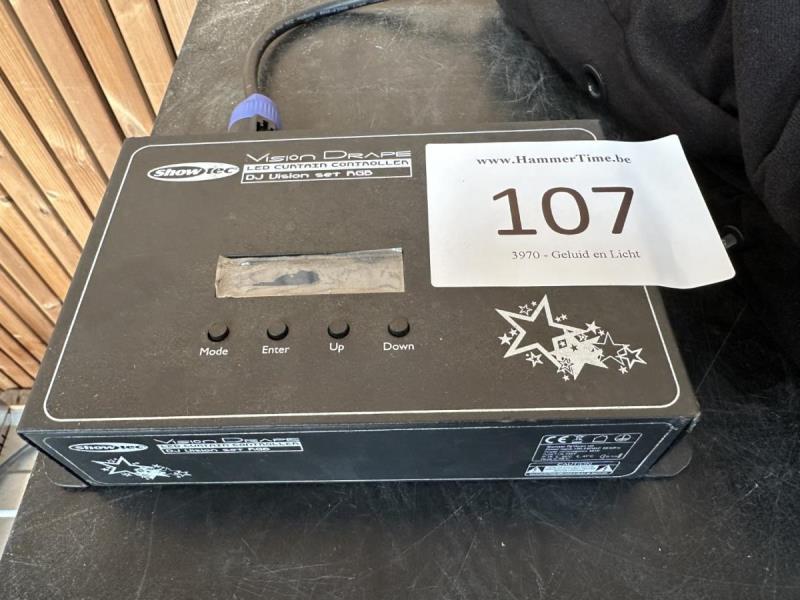 Showtec
Vision Drape
LED CURTAIN CONTROLLER
DJ Vision set RGB
www.HammerTime.be
107
3970 - Geluid en Licht
Mode Enter Up Down
Showtec
Vision Drape
LED CURTAIN CONTROLLER
DJ Vision set RGB
CE